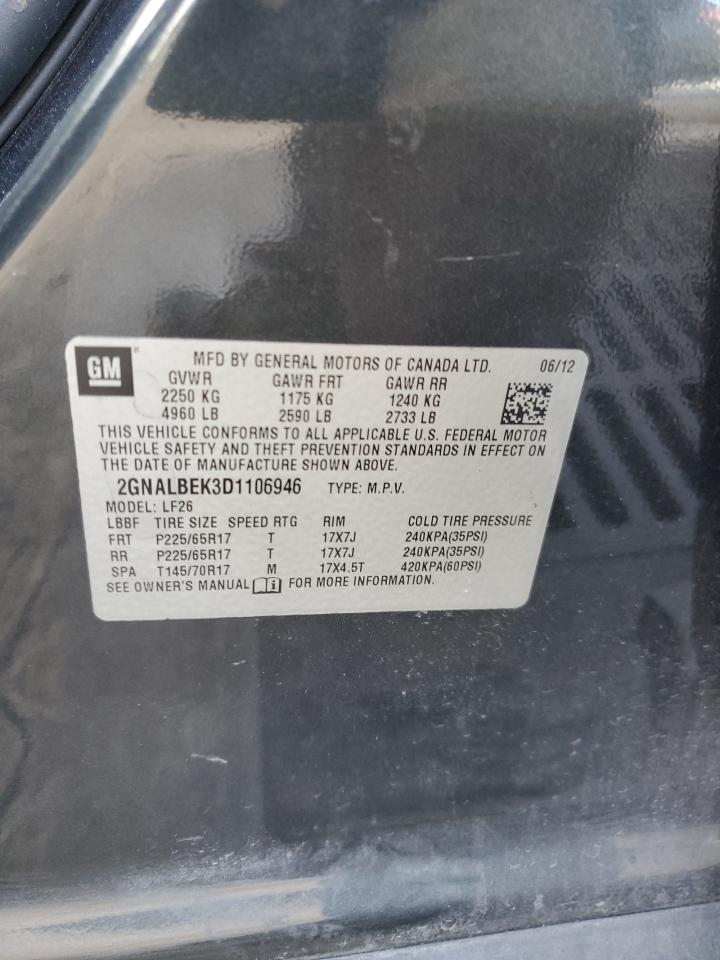 GM
MFD BY GENERAL MOTORS OF CANADA LTD. 06/12
GVWR GAWR FRT GAWR RR
2250 KG 1175 KG 1240 KG
4960 LB 2590 LB 2733 LB
THIS VEHICLE CONFORMS TO ALL APPLICABLE U.S. FEDERAL MOTOR
VEHICLE SAFETY AND THEFT PREVENTION STANDARDS IN EFFECT ON
THE DATE OF MANUFACTURE SHOWN ABOVE.
2GNALBEK3D1106946 TYPE: M.P.V.
MODEL: LF26
LBBF TIRE SIZE SPEED RTG RIM COLD TIRE PRESSURE
FRT P225/65R17 T 17X7J 240KPA(35PSI)
RR P225/65R17 T 17X7J 240KPA(35PSI)
SPA T145/70R17 M 17X4.5T 420KPA(60PSI)
SEE OWNER'S MANUAL FOR MORE INFORMATION.